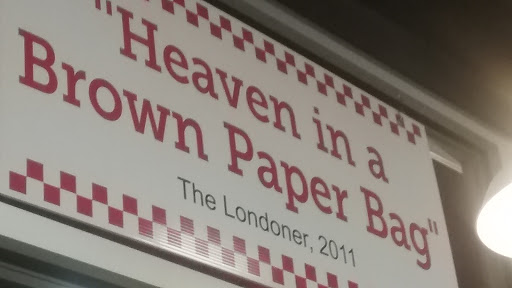 "Heaven in a
Brown Paper Bag"
The Londoner, 2011